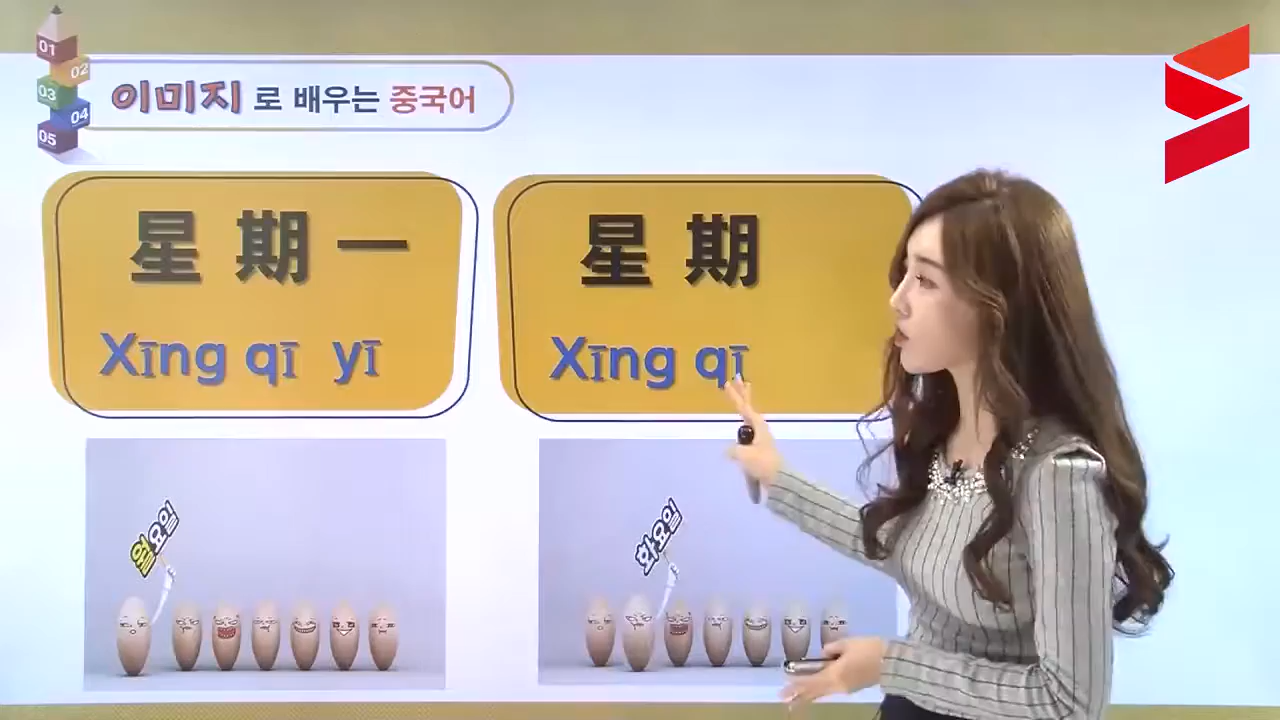 01
02
03
04
05
이미지로 배우는 중국어
星期一
Xīng qī yī
星期
Xīng qī
월요일
화요일